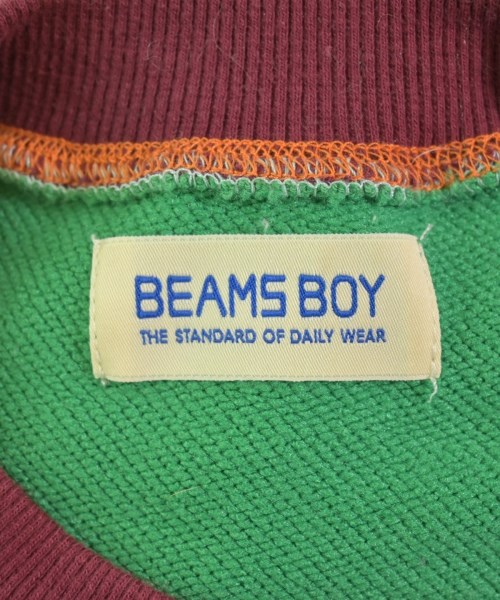 BEAMS BOY
THE STANDARD OF DAILY WEAR